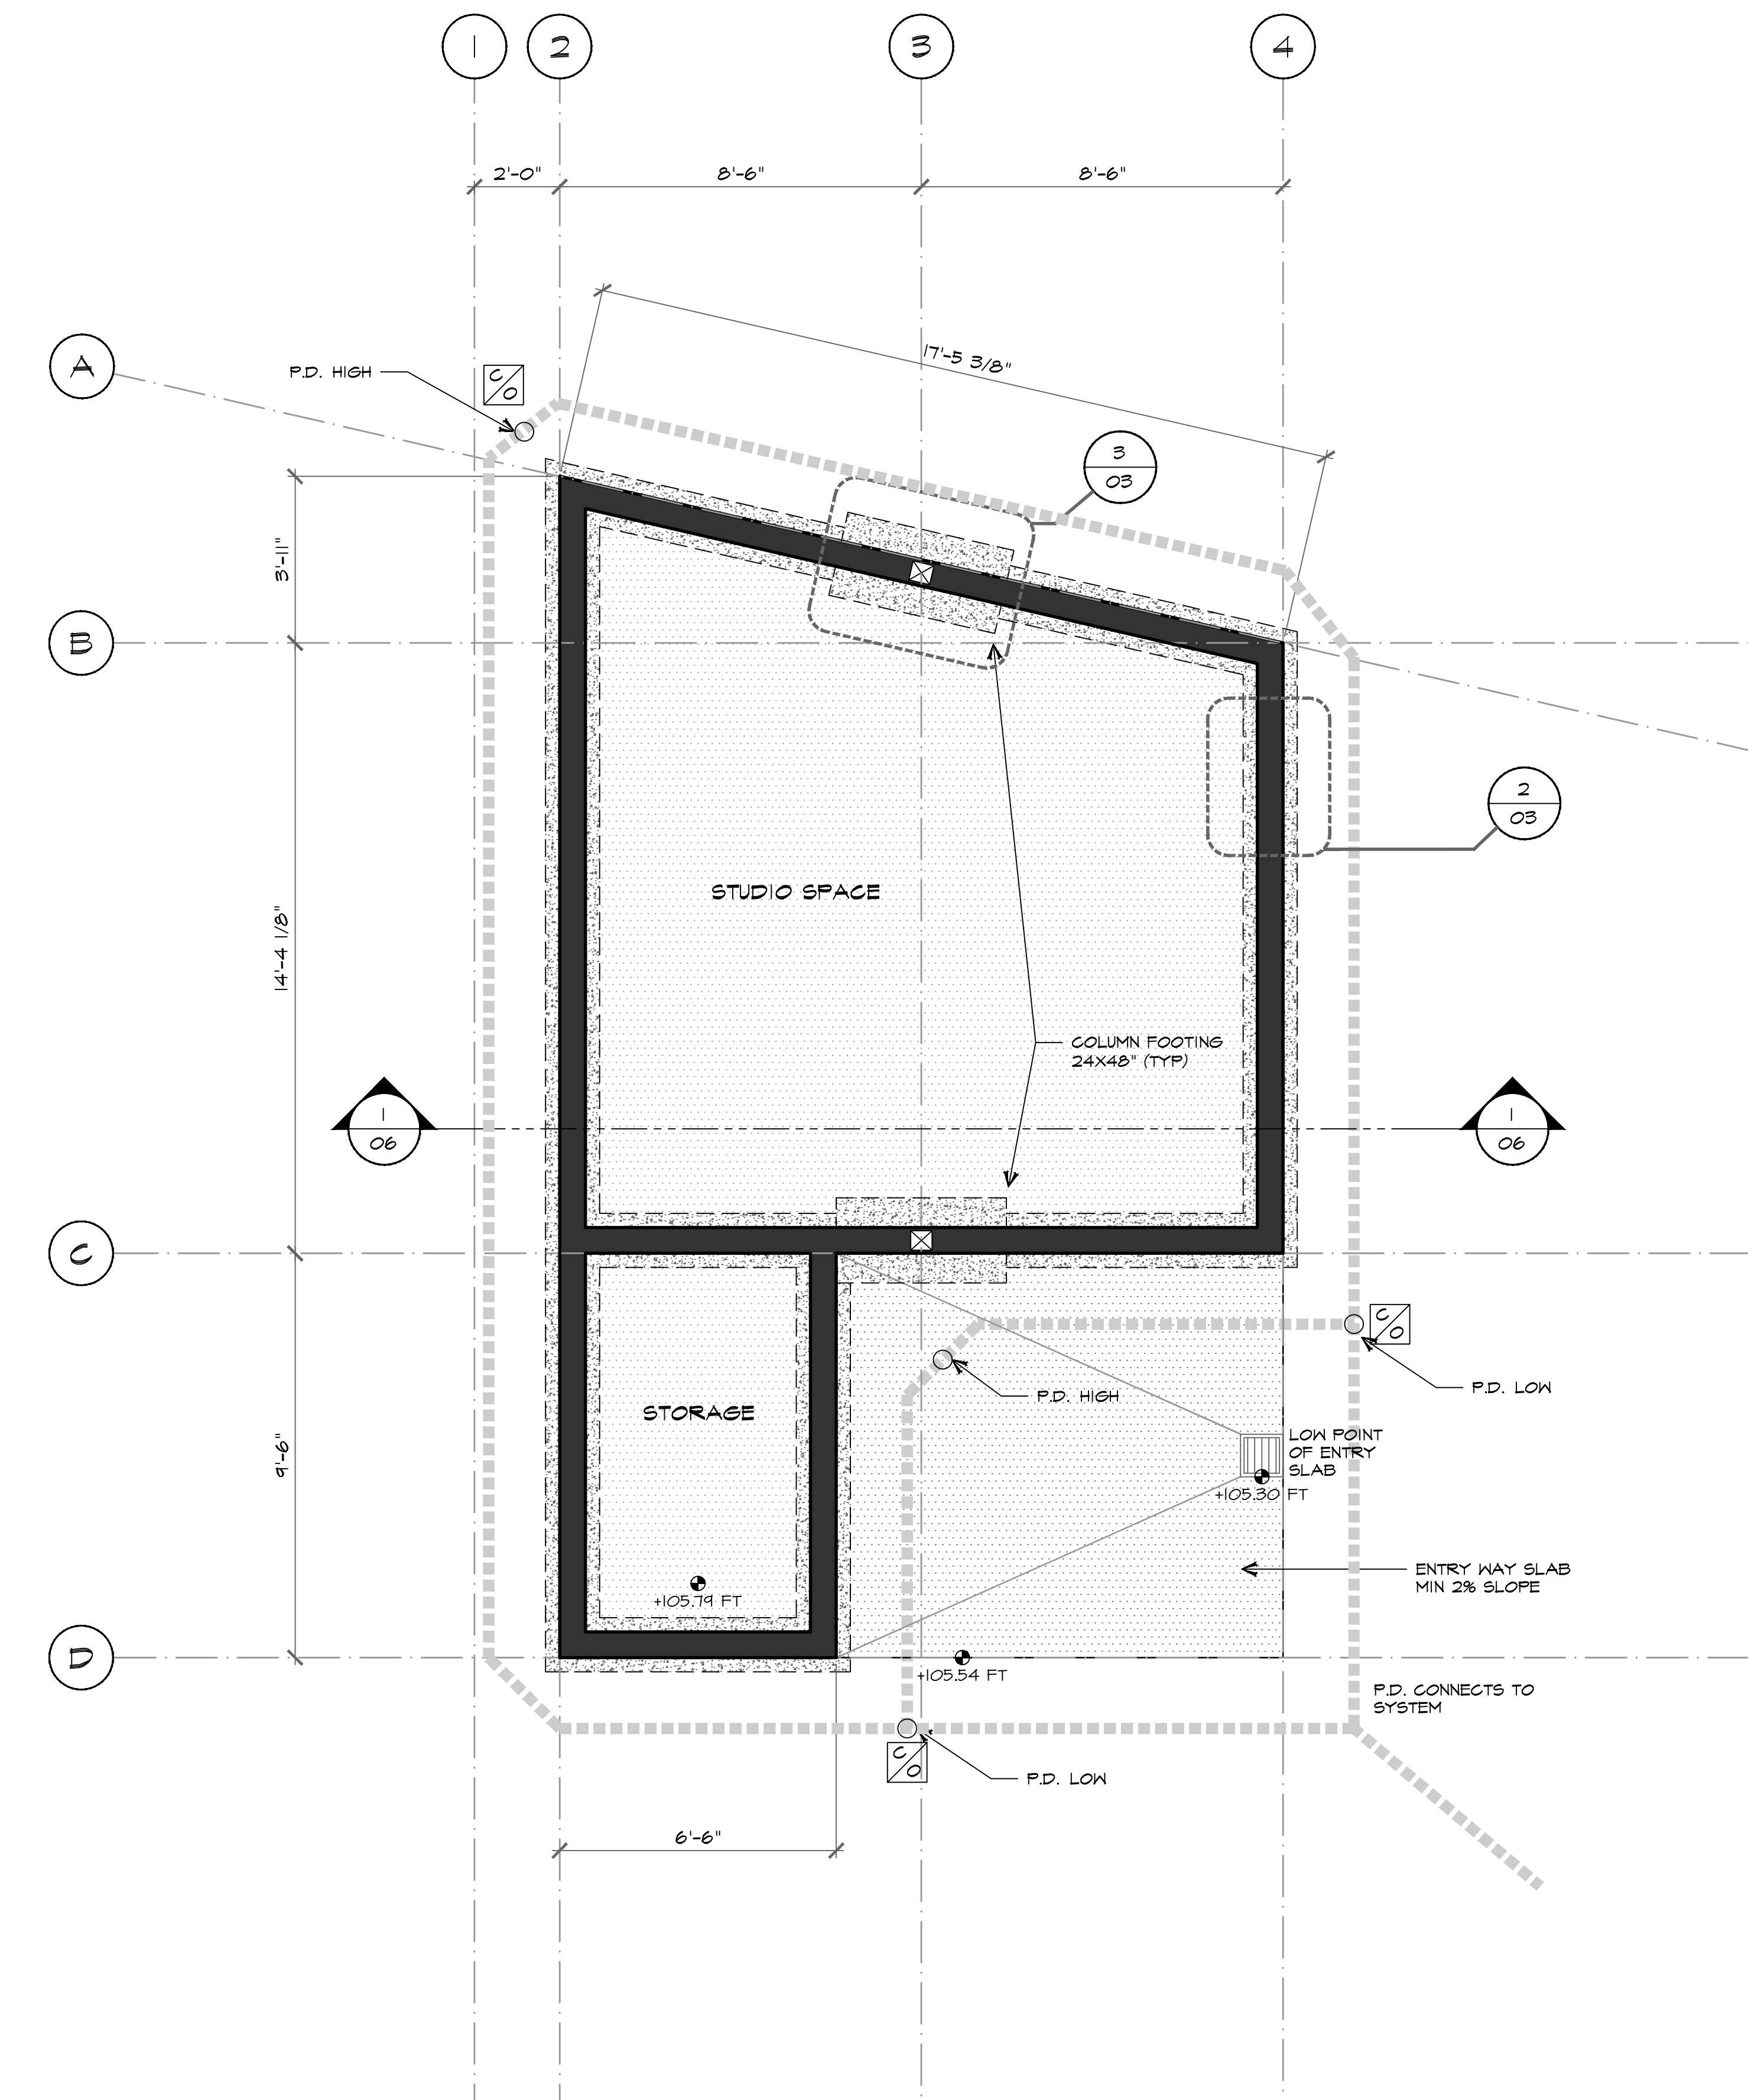 1 2 3 4
2'-0" 8'-6" 8'-6"
17'-5 3/8"
A
P.D. HIGH
C/O
3
03
3'-11"
B
2
03
STUDIO SPACE
14'-4 1/8"
COLUMN FOOTING
24X48" (TYP)
1
06
1
06
C
C/O
P.D. HIGH
P.D. LOW
STORAGE
LOW POINT
OF ENTRY
SLAB
+105.30 FT
9'-6"
ENTRY WAY SLAB
MIN 2% SLOPE
+105.79 FT
D
+105.54 FT
P.D. CONNECTS TO
SYSTEM
C/O
P.D. LOW
6'-6"